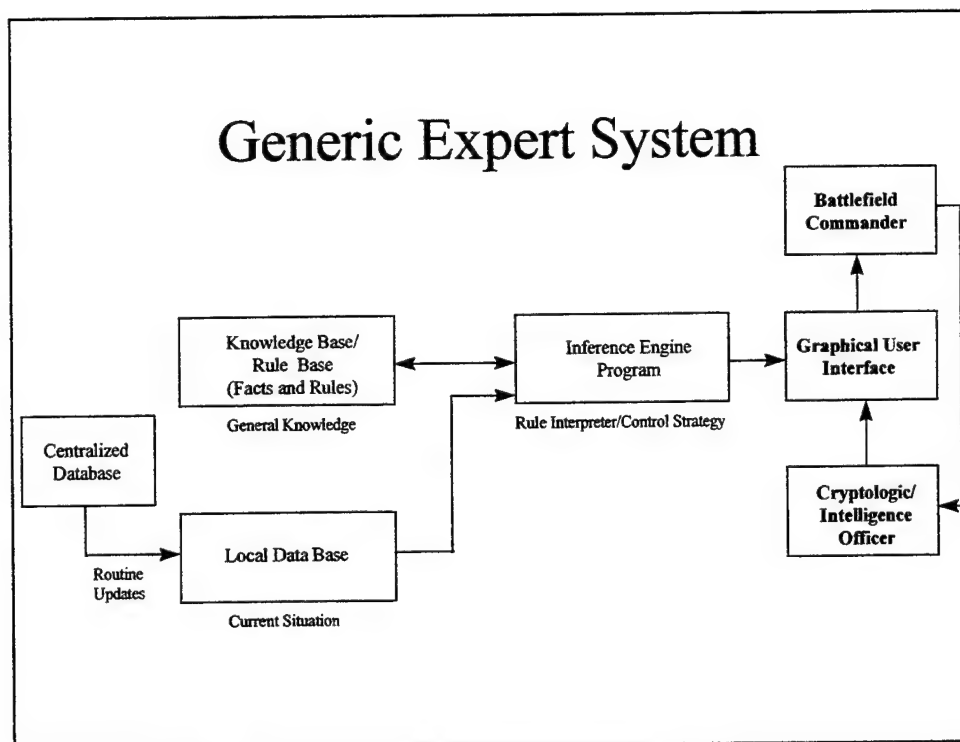 Generic Expert System
Battlefield
Commander
Knowledge Base/
Rule Base
(Facts and Rules)
General Knowledge
Inference Engine
Program
Rule Interpreter/Control Strategy
Graphical User
Interface
Centralized
Database
Routine
Updates
Local Data Base
Current Situation
Cryptologic/
Intelligence
Officer